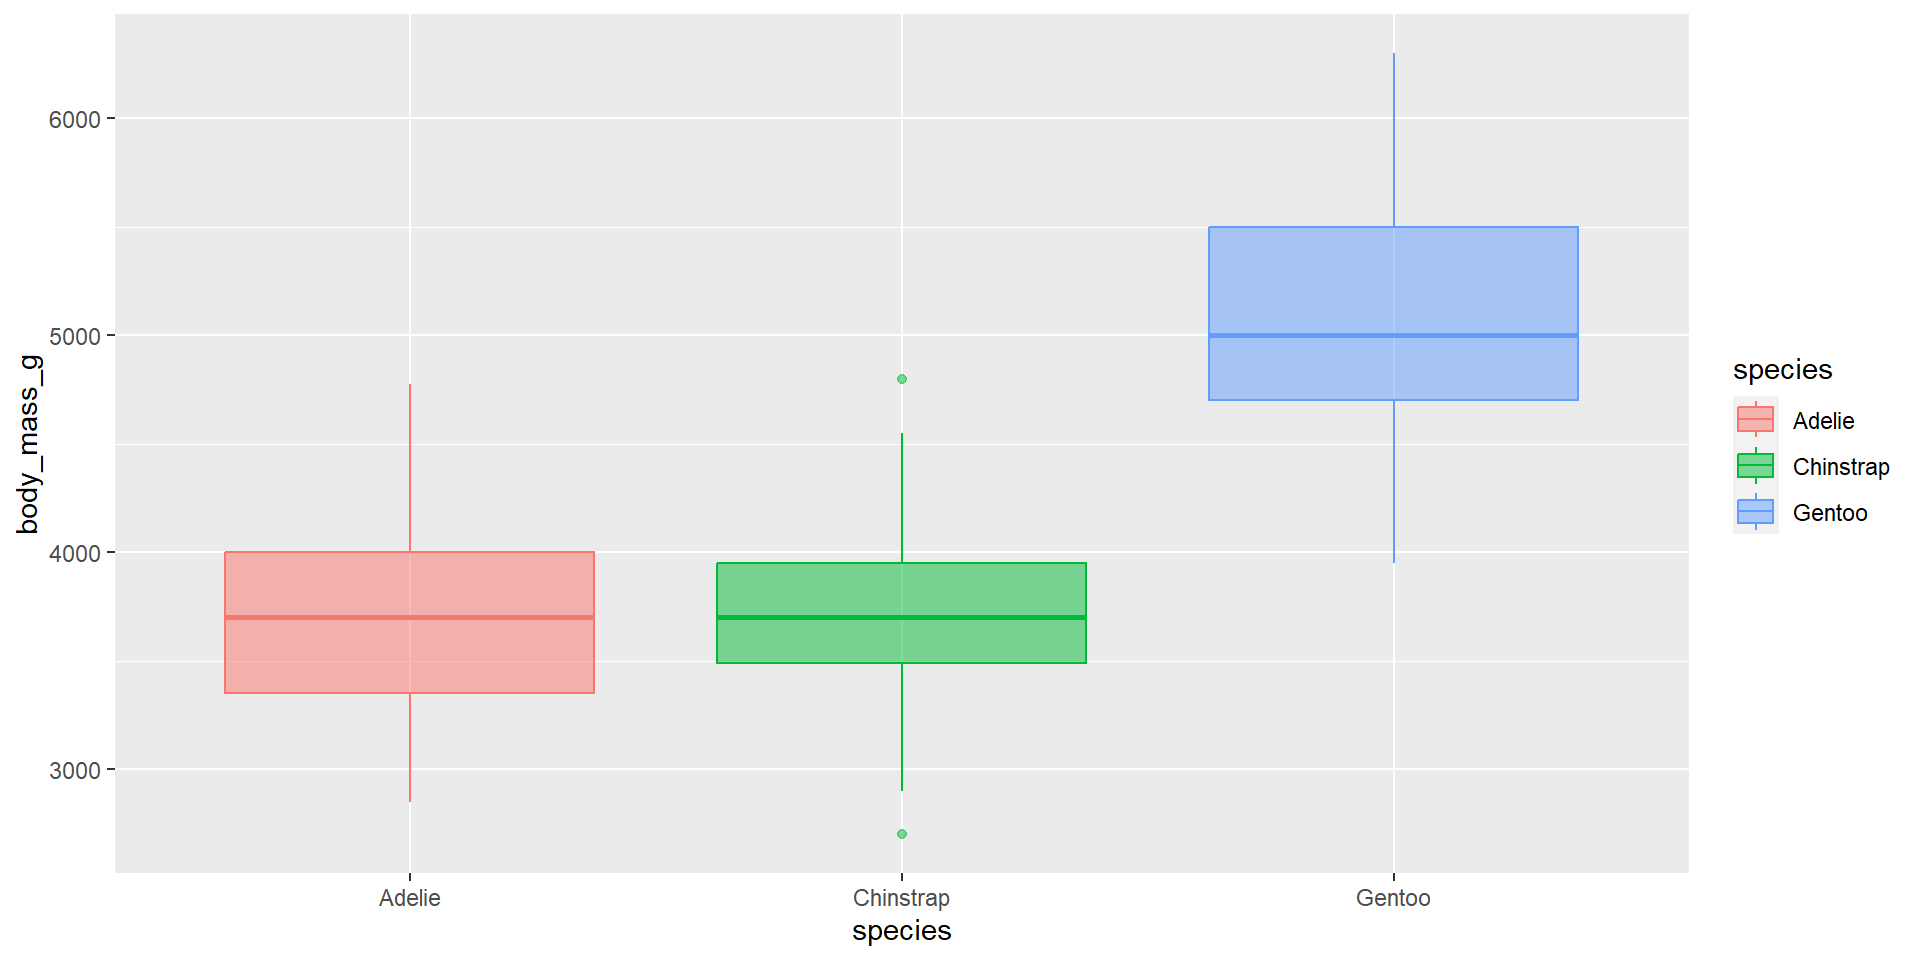 body_mass_g
6000
5000
4000
3000
Adelie
Chinstrap
Gentoo
species
species
Adelie
Chinstrap
Gentoo